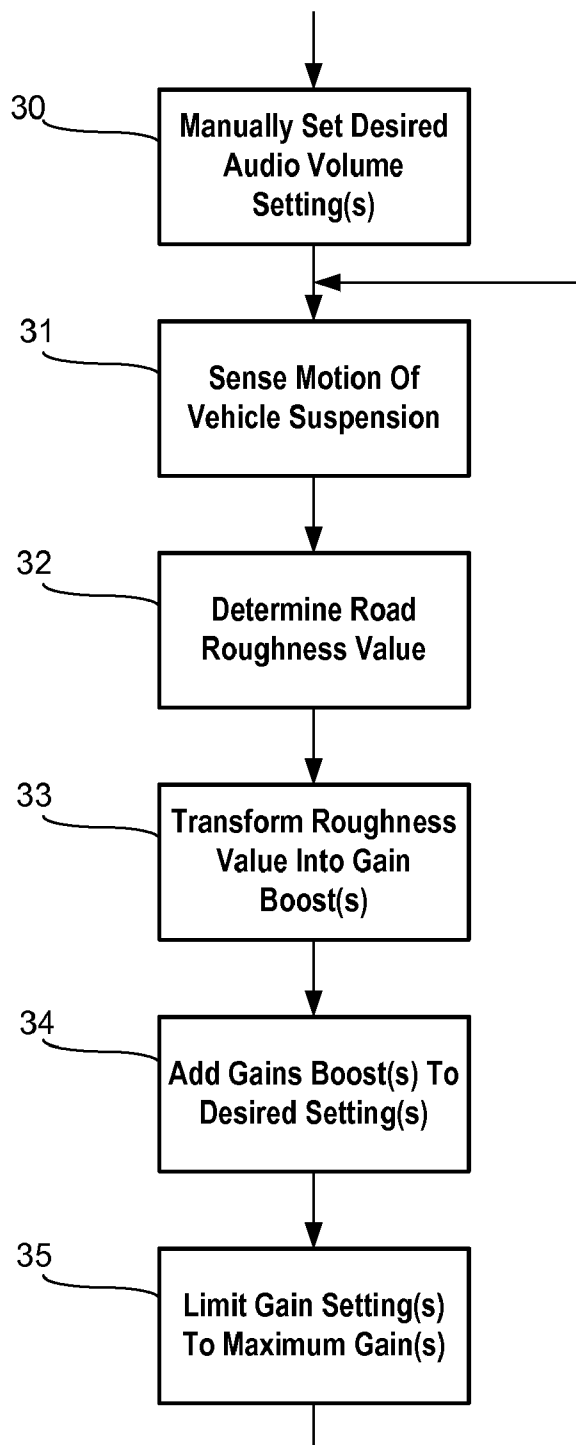 30
Manually Set Desired
Audio Volume
Setting(s)
31
Sense Motion Of
Vehicle Suspension
32
Determine Road
Roughness Value
33
Transform Roughness
Value Into Gain
Boost(s)
34
Add Gains Boost(s) To
Desired Setting(s)
35
Limit Gain Setting(s)
To Maximum Gain(s)